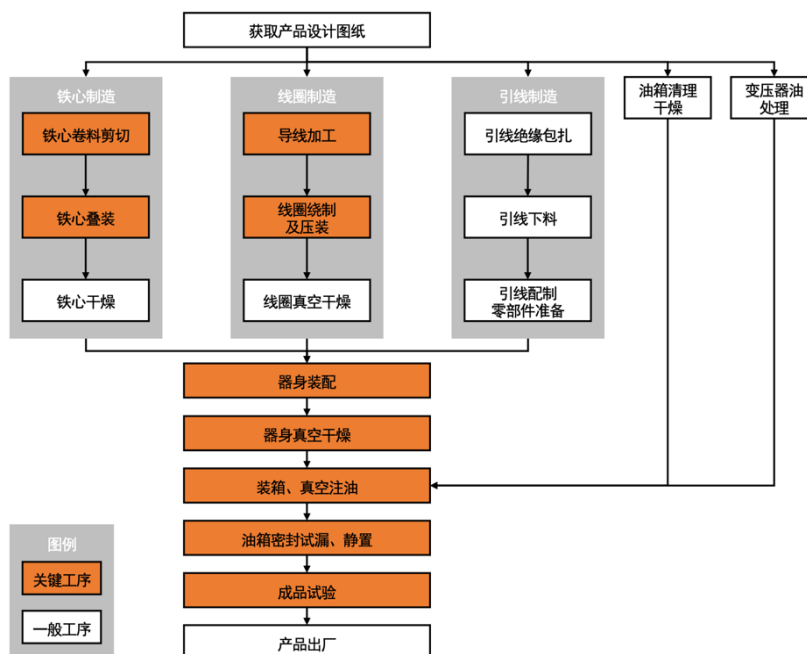 获取产品设计图纸
铁心制造
铁心卷料剪切
铁心叠装
铁心干燥
线圈制造
导线加工
线圈绕制
及压装
线圈真空干燥
引线制造
引线绝缘包扎
引线下料
引线配制
零部件准备
油箱清理
干燥
变压器油
处理
器身装配
器身真空干燥
装箱、真空注油
油箱密封试漏、静置
成品试验
产品出厂
图例
关键工序
一般工序